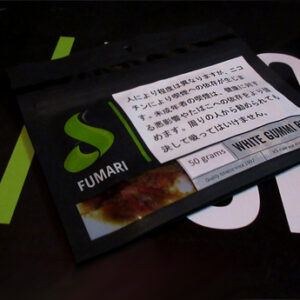 人により程度は異なりますが、ニコ
チンにより喫煙への依存が生じま
す。未成年者の喫煙は、健康に対す
る悪影響やたばこへの依存をより強
めます。周りの人から勧められても
決して吸ってはいけません。
FUMARI
50 grams
WHITE GUMMI